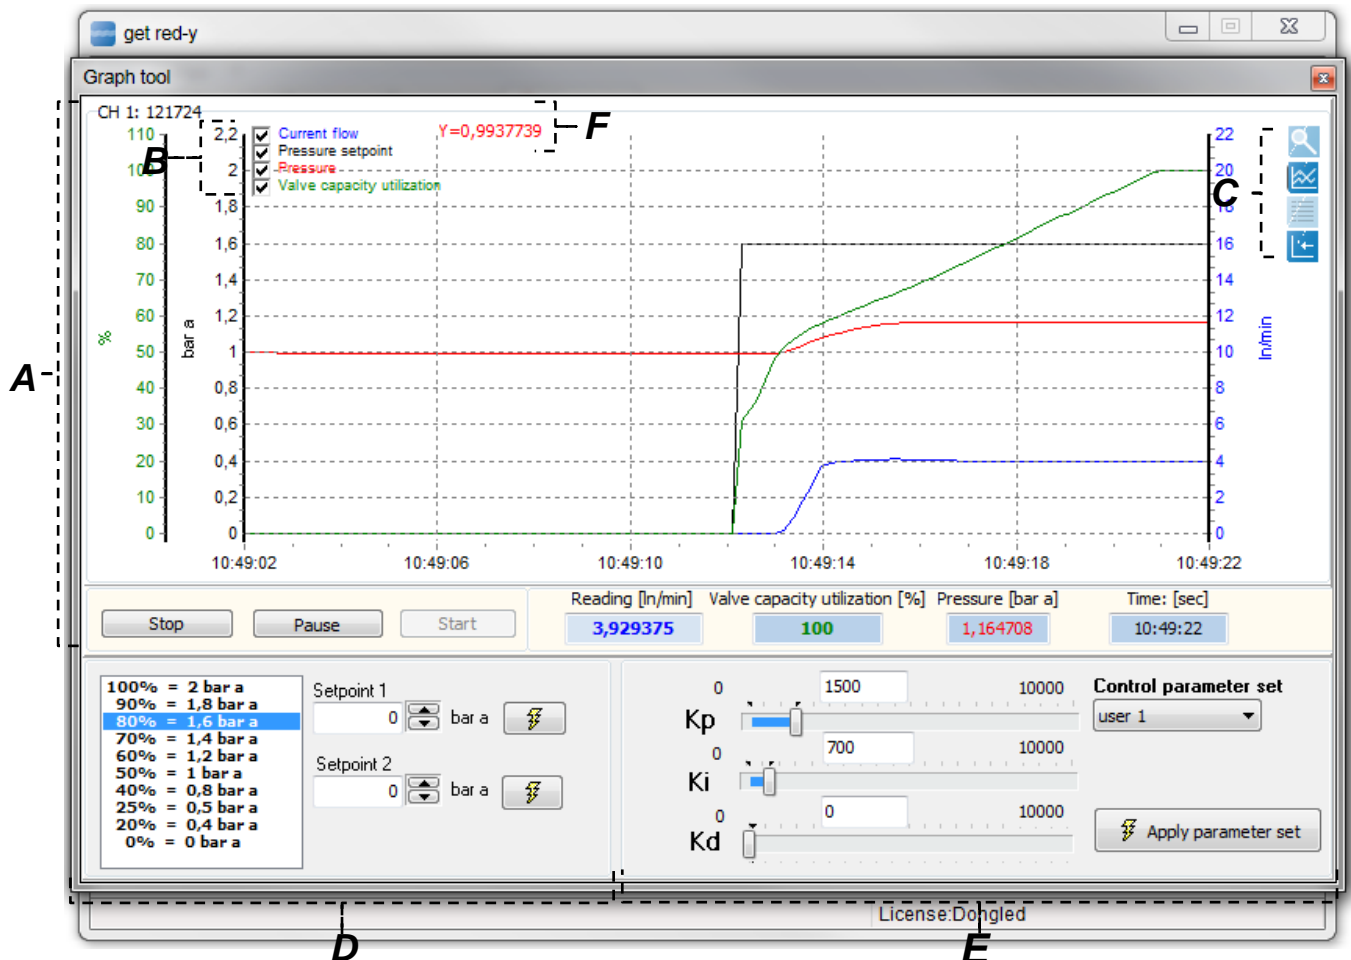 get red-y
Graph tool
CH 1: 121724
110
100
90
80
70
60
50
40
30
20
10
0
%
2,2
2
1,8
1,6
1,4
1,2
1
0,8
0,6
0,4
0,2
0
bar a
Current flow
Pressure setpoint
Pressure
Valve capacity utilization
Y=0,9937739
22
20
18
16
14
12
10
8
6
4
2
0
ln/min
10:49:02
10:49:06
10:49:10
10:49:14
10:49:18
10:49:22
A
B
C
F
Stop
Pause
Start
Reading [ln/min]
Valve capacity utilization [%]
Pressure [bar a]
Time: [sec]
3,929375
100
1,164708
10:49:22
100% = 2 bar a
90% = 1,8 bar a
80% = 1,6 bar a
70% = 1,4 bar a
60% = 1,2 bar a
50% = 1 bar a
40% = 0,8 bar a
25% = 0,5 bar a
20% = 0,4 bar a
0% = 0 bar a
Setpoint 1
0
bar a
Setpoint 2
0
bar a
0
1500
10000
Kp
0
700
10000
Ki
0
0
10000
Kd
Control parameter set
user 1
Apply parameter set
License:Dongled
D
E